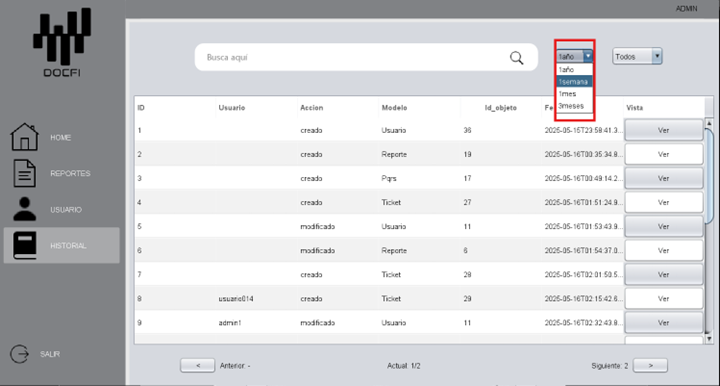 ADMIN
DOCFI
Busca aquí
1año
Todos
1año
1semana
1mes
3meses
ID Usuario Accion Modelo Id_objeto Fe Vista
1 creado Usuario 36 2025-05-15T23:58:41.3... Ver
2 creado Reporte 19 2025-05-16T00:35:34.8... Ver
3 creado Pqrs 17 2025-05-16T00:49:14.2... Ver
4 creado Ticket 27 2025-05-16T01:51:24.9... Ver
5 modificado Usuario 11 2025-05-16T01:53:43.9... Ver
6 modificado Reporte 6 2025-05-16T01:54:37.0... Ver
7 creado Ticket 28 2025-05-16T02:01:50.5... Ver
8 usuario014 creado Ticket 29 2025-05-16T02:15:42.6... Ver
9 admin1 modificado Usuario 11 2025-05-16T02:32:43.8... Ver
HOME
REPORTES
USUARIO
HISTORIAL
SALIR
< Anterior: - Actual: 1/2 Siguiente: 2 >